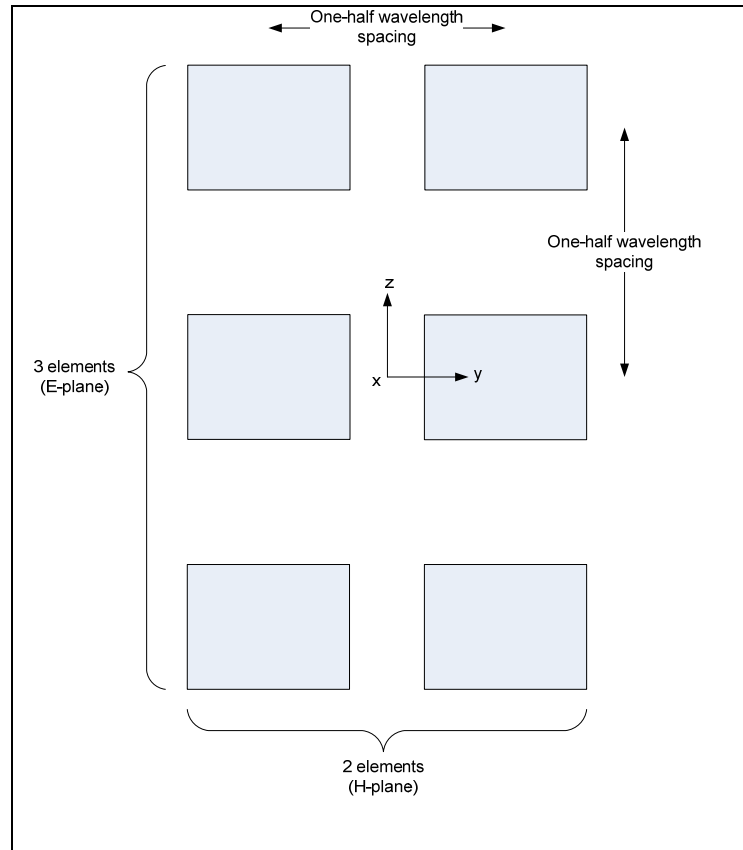 One-half wavelength
spacing
One-half wavelength
spacing
z
x
y
3 elements
(E-plane)
2 elements
(H-plane)